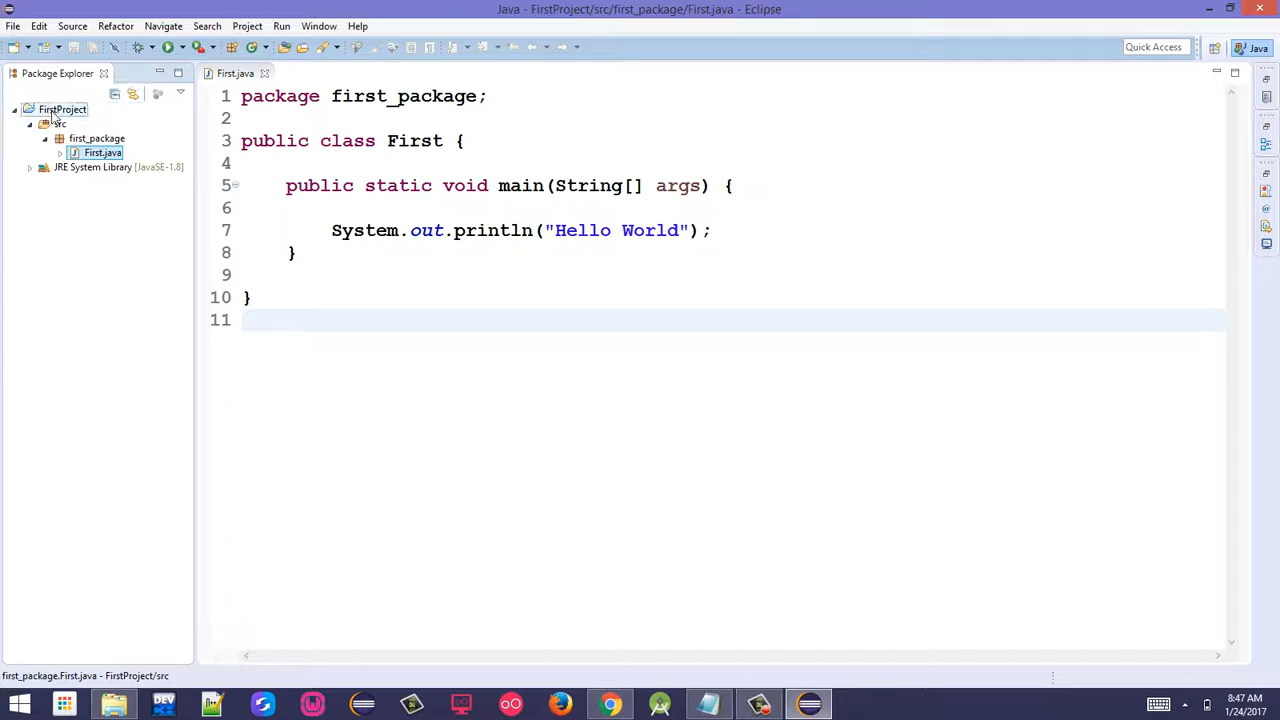 Java - FirstProject/src/first_package/First.java - Eclipse
File Edit Source Refactor Navigate Search Project Run Window Help
Quick Access
Java
Package Explorer
First.java
FirstProject
src
first_package
First.java
JRE System Library [JavaSE-1.8]
1 package first_package;
2
3 public class First {
4
5 public static void main(String[] args) {
6
7 System.out.println("Hello World");
8 }
9
10 }
11
first_package.First.java - FirstProject/src
DEV
8:47 AM
1/24/2017